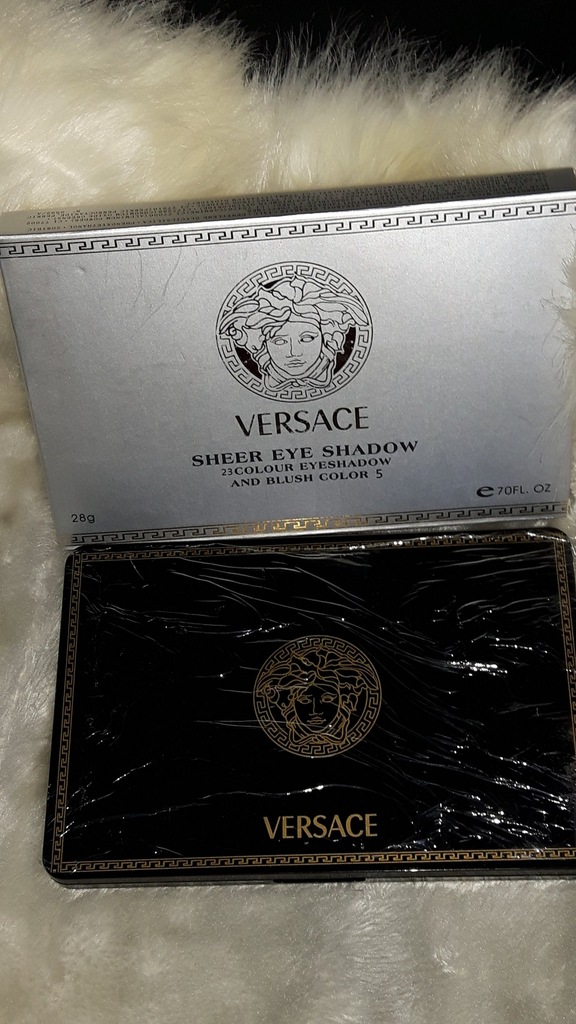 VERSACE
SHEER EYE SHADOW
23COLOUR EYESHADOW
AND BLUSH COLOR 5
28g
e 70FL. OZ
VERSACE